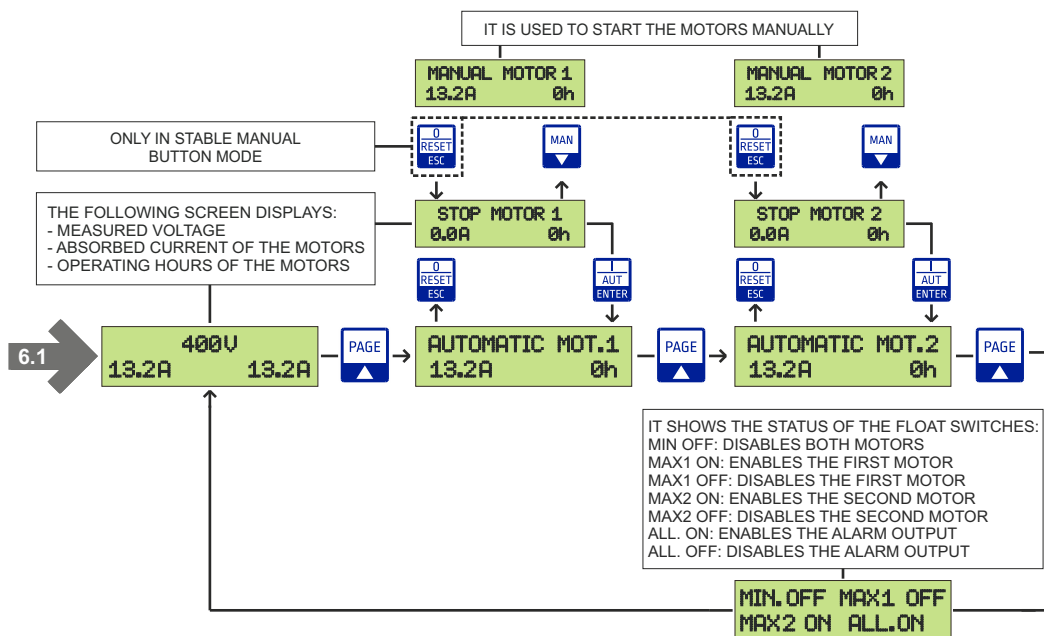 IT IS USED TO START THE MOTORS MANUALLY
MANUAL MOTOR 1
13.2A 0h
MANUAL MOTOR 2
13.2A 0h
ONLY IN STABLE MANUAL
BUTTON MODE
0
RESET
ESC
MAN
0
RESET
ESC
MAN
THE FOLLOWING SCREEN DISPLAYS:
- MEASURED VOLTAGE
- ABSORBED CURRENT OF THE MOTORS
- OPERATING HOURS OF THE MOTORS
STOP MOTOR 1
0.0A 0h
STOP MOTOR 2
0.0A 0h
0
RESET
ESC
I
AUT
ENTER
0
RESET
ESC
I
AUT
ENTER
6.1
400V
13.2A 13.2A
PAGE
AUTOMATIC MOT.1
13.2A 0h
PAGE
AUTOMATIC MOT.2
13.2A 0h
PAGE
IT SHOWS THE STATUS OF THE FLOAT SWITCHES:
MIN OFF: DISABLES BOTH MOTORS
MAX1 ON: ENABLES THE FIRST MOTOR
MAX1 OFF: DISABLES THE FIRST MOTOR
MAX2 ON: ENABLES THE SECOND MOTOR
MAX2 OFF: DISABLES THE SECOND MOTOR
ALL. ON: ENABLES THE ALARM OUTPUT
ALL. OFF: DISABLES THE ALARM OUTPUT
MIN.OFF MAX1 OFF
MAX2 ON ALL.ON